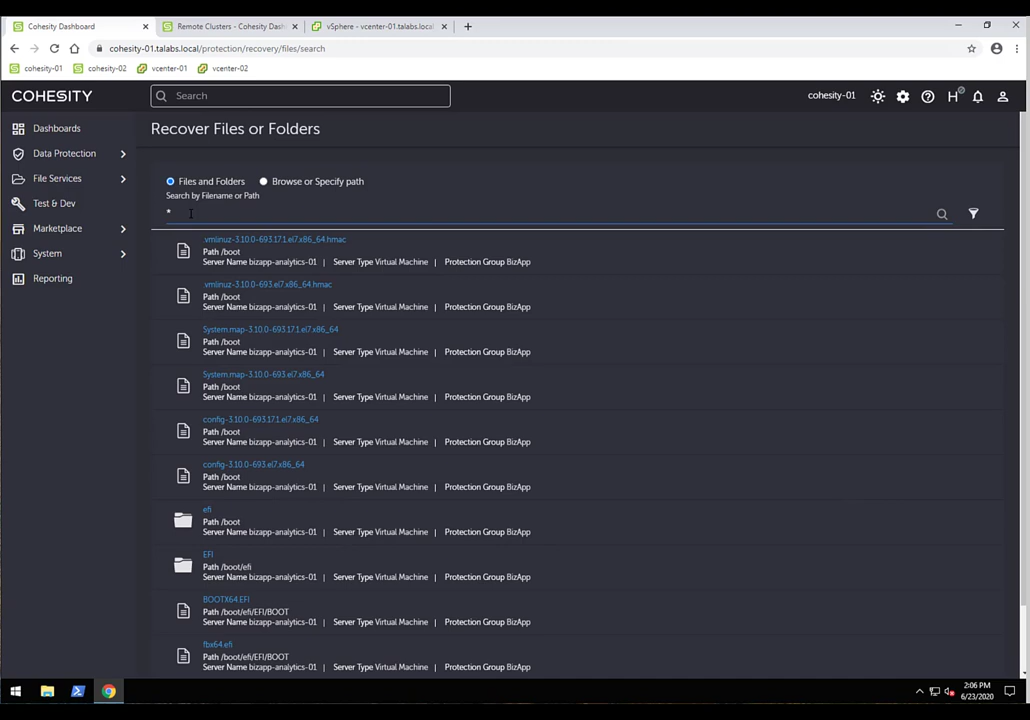 Cohesity Dashboard
Remote Clusters - Cohesity Dash
vSphere - vcenter-01.talabs.local
cohesity-01.talabs.local/protection/recovery/files/search
cohesity-01 cohesity-02 vcenter-01 vcenter-02
COHESITY
Search
cohesity-01
H
Dashboards
Data Protection
File Services
Test & Dev
Marketplace
System
Reporting
Recover Files or Folders
Files and Folders Browse or Specify path
Search by Filename or Path
*
.vmlinuz-3.10.0-693.17.1.el7.x86_64.hmac
Path /boot
Server Name bizapp-analytics-01 | Server Type Virtual Machine | Protection Group BizApp
.vmlinuz-3.10.0-693.el7.x86_64.hmac
Path /boot
Server Name bizapp-analytics-01 | Server Type Virtual Machine | Protection Group BizApp
System.map-3.10.0-693.17.1.el7.x86_64
Path /boot
Server Name bizapp-analytics-01 | Server Type Virtual Machine | Protection Group BizApp
System.map-3.10.0-693.el7.x86_64
Path /boot
Server Name bizapp-analytics-01 | Server Type Virtual Machine | Protection Group BizApp
config-3.10.0-693.17.1.el7.x86_64
Path /boot
Server Name bizapp-analytics-01 | Server Type Virtual Machine | Protection Group BizApp
config-3.10.0-693.el7.x86_64
Path /boot
Server Name bizapp-analytics-01 | Server Type Virtual Machine | Protection Group BizApp
efi
Path /boot
Server Name bizapp-analytics-01 | Server Type Virtual Machine | Protection Group BizApp
EFI
Path /boot/efi
Server Name bizapp-analytics-01 | Server Type Virtual Machine | Protection Group BizApp
BOOTX64.EFI
Path /boot/efi/EFI/BOOT
Server Name bizapp-analytics-01 | Server Type Virtual Machine | Protection Group BizApp
fbx64.efi
Path /boot/efi/EFI/BOOT
Server Name bizapp-analytics-01 | Server Type Virtual Machine | Protection Group BizApp
2:06 PM
6/23/2020